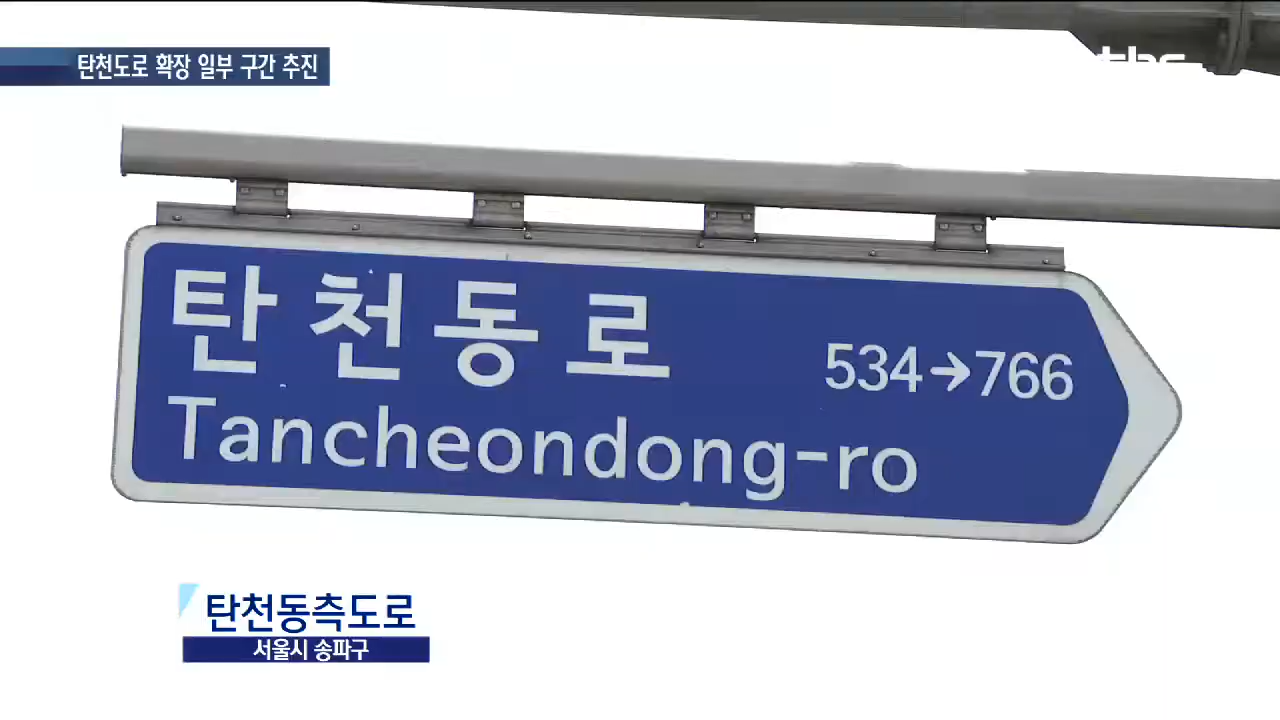 탄천도로 확장 일부 구간 추진
tbs
탄천동로
534→766
Tancheondong-ro
탄천동측도로
서울시 송파구